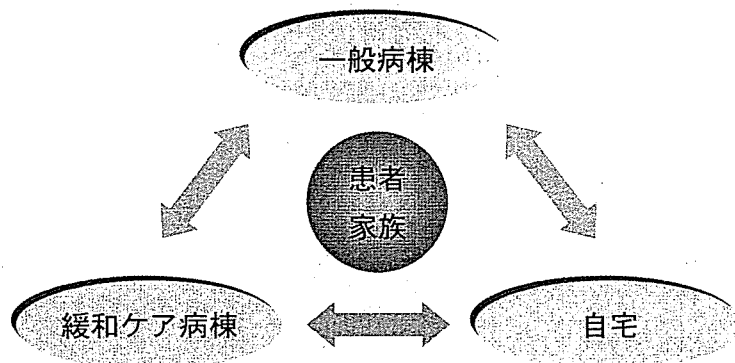 一般病棟
患者
家族
緩和ケア病棟
自宅